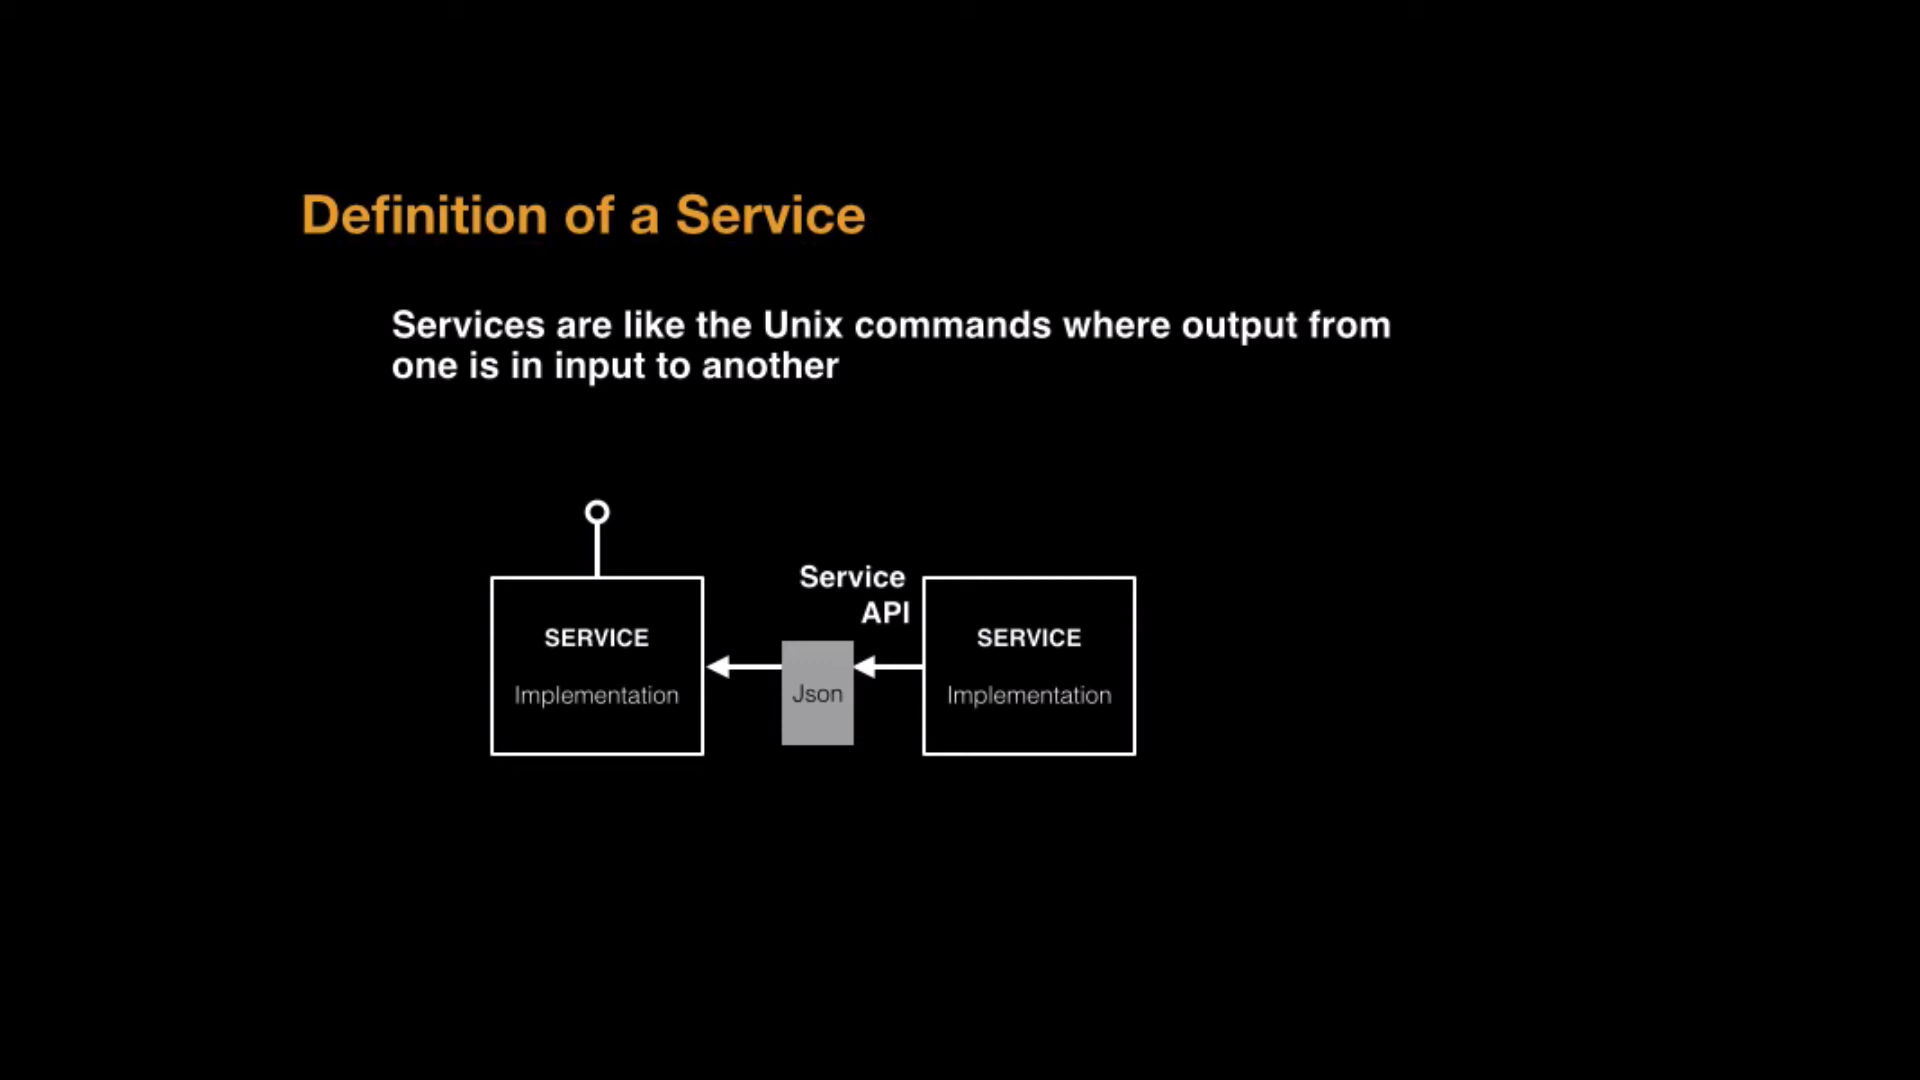 Definition of a Service
Services are like the Unix commands where output from
one is in input to another
Service
API
SERVICE
Implementation
Json
SERVICE
Implementation